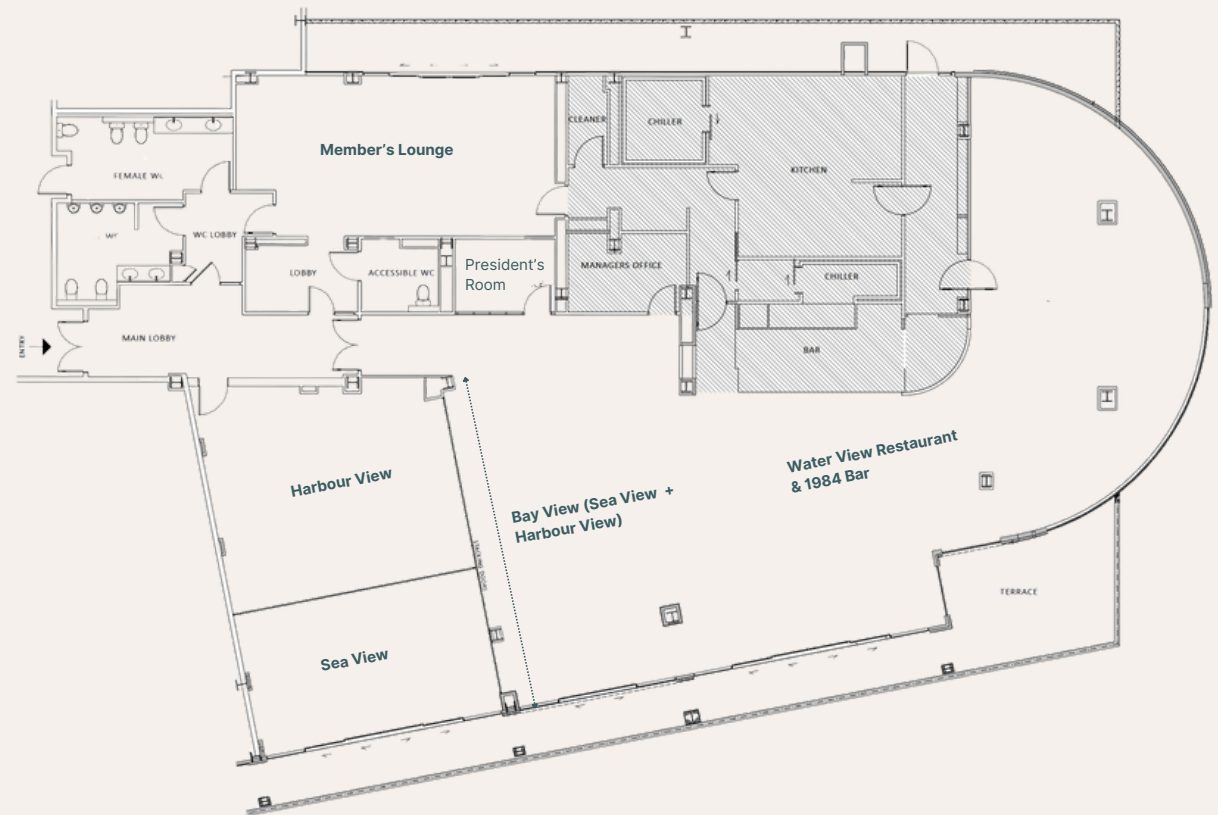 Member's Lounge
CLEANER
CHILLER
KITCHEN
FEMALE WC
WC
WC LOBBY
LOBBY
ACCESSIBLE WC
President's
Room
MANAGERS OFFICE
CHILLER
ENTRY
MAIN LOBBY
BAR
Harbour View
Bay View (Sea View +
Harbour View)
Water View Restaurant
& 1984 Bar
STACKING DOORS
TERRACE
Sea View